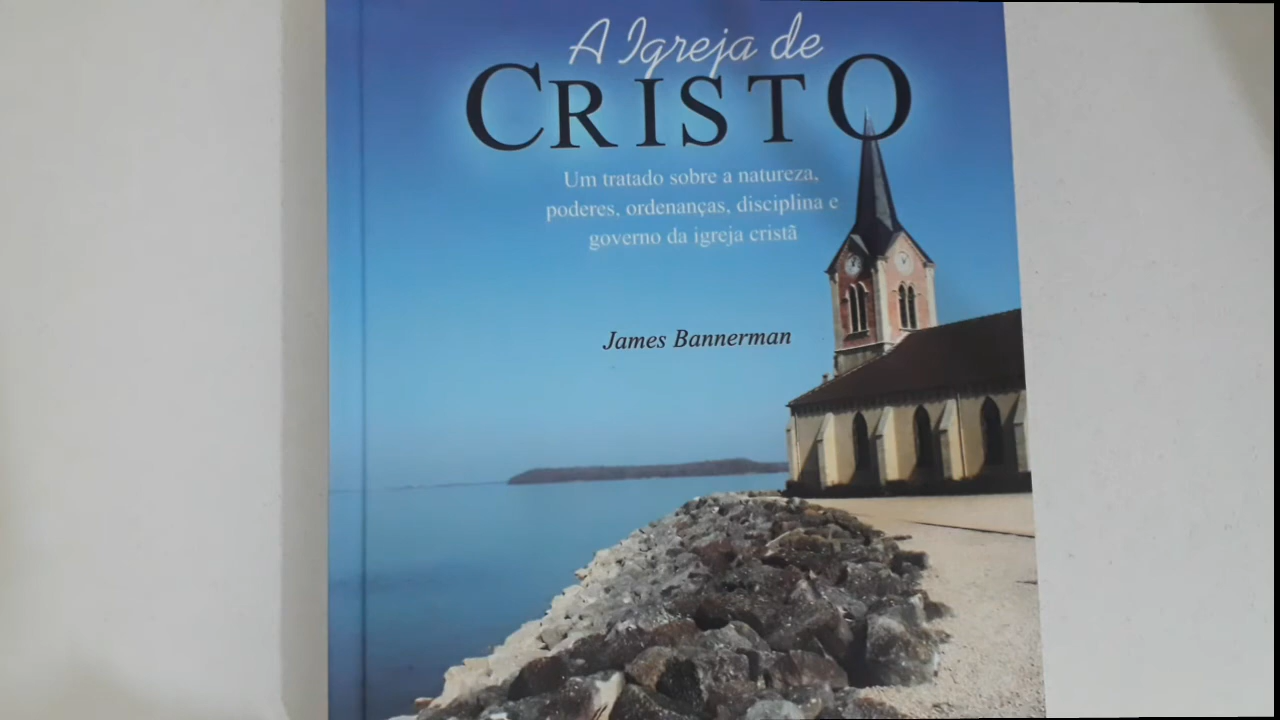 A Igreja de
CRISTO
Um tratado sobre a natureza,
poderes, ordenanças, disciplina e
governo da igreja cristã
James Bannerman